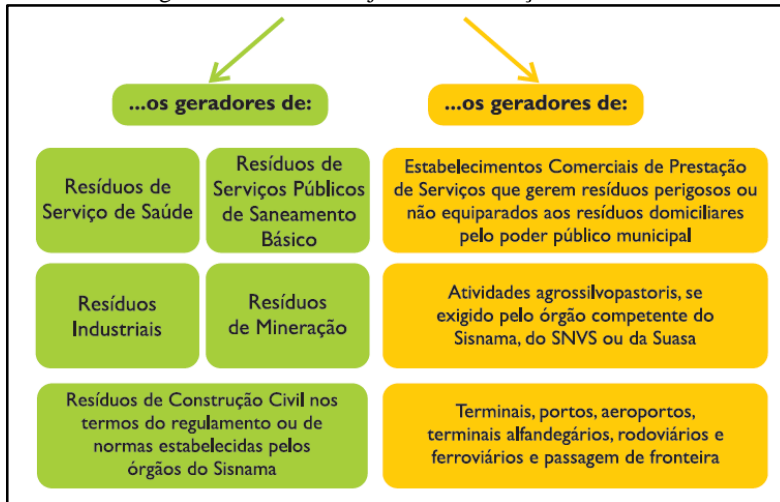 ...os geradores de:
...os geradores de:
Resíduos de
Serviço de Saúde
Resíduos de
Serviços Públicos
de Saneamento
Básico
Estabelecimentos Comerciais de Prestação
de Serviços que gerem resíduos perigosos ou
não equiparados aos resíduos domiciliares
pelo poder público municipal
Resíduos
Industriais
Resíduos
de Mineração
Atividades agrossilvopastoris, se
exigido pelo órgão competente do
Sisnama, do SNVS ou da Suasa
Resíduos de Construção Civil nos
termos do regulamento ou de
normas estabelecidas pelos
órgãos do Sisnama
Terminais, portos, aeroportos,
terminais alfandegários, rodoviários e
ferroviários e passagem de fronteira